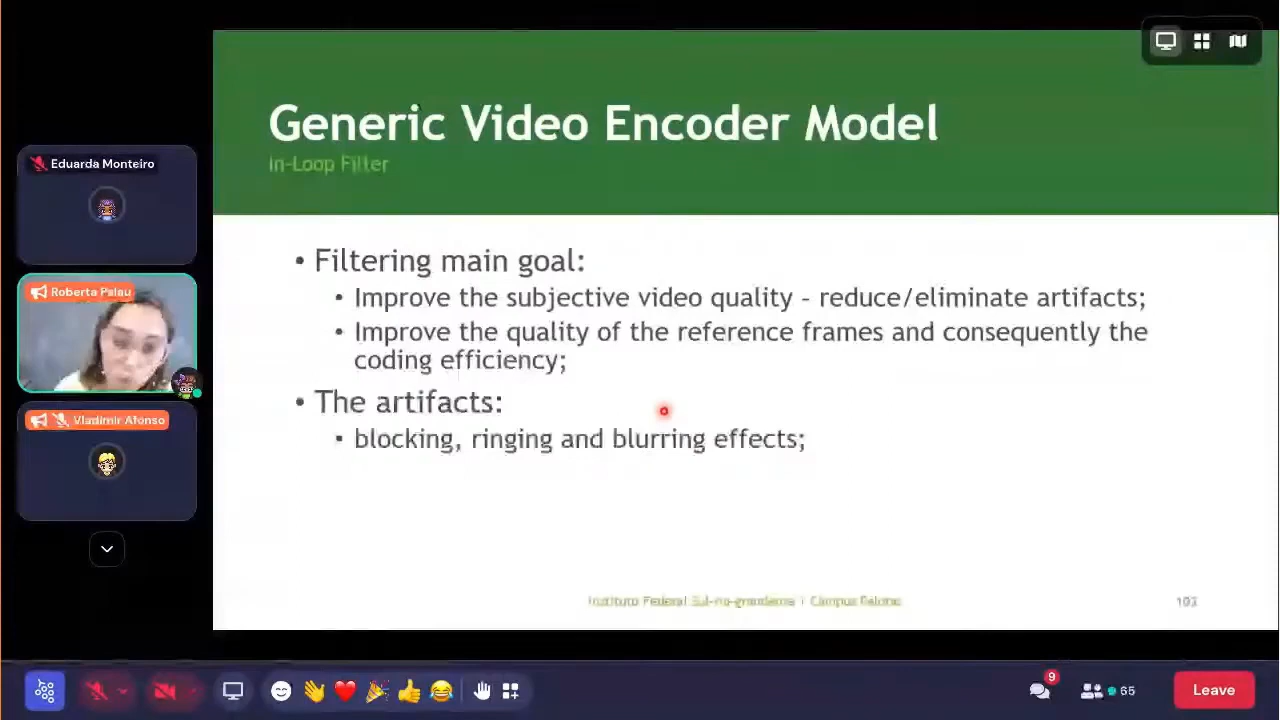 Generic Video Encoder Model
In-Loop Filter
Eduarda Monteiro
Roberta Palau
Vladimir Afonso
• Filtering main goal:
• Improve the subjective video quality - reduce/eliminate artifacts;
• Improve the quality of the reference frames and consequently the
coding efficiency;
• The artifacts:
• blocking, ringing and blurring effects;
Instituto Federal Sul-rio-grandense | Campus Pelotas
9
65
Leave